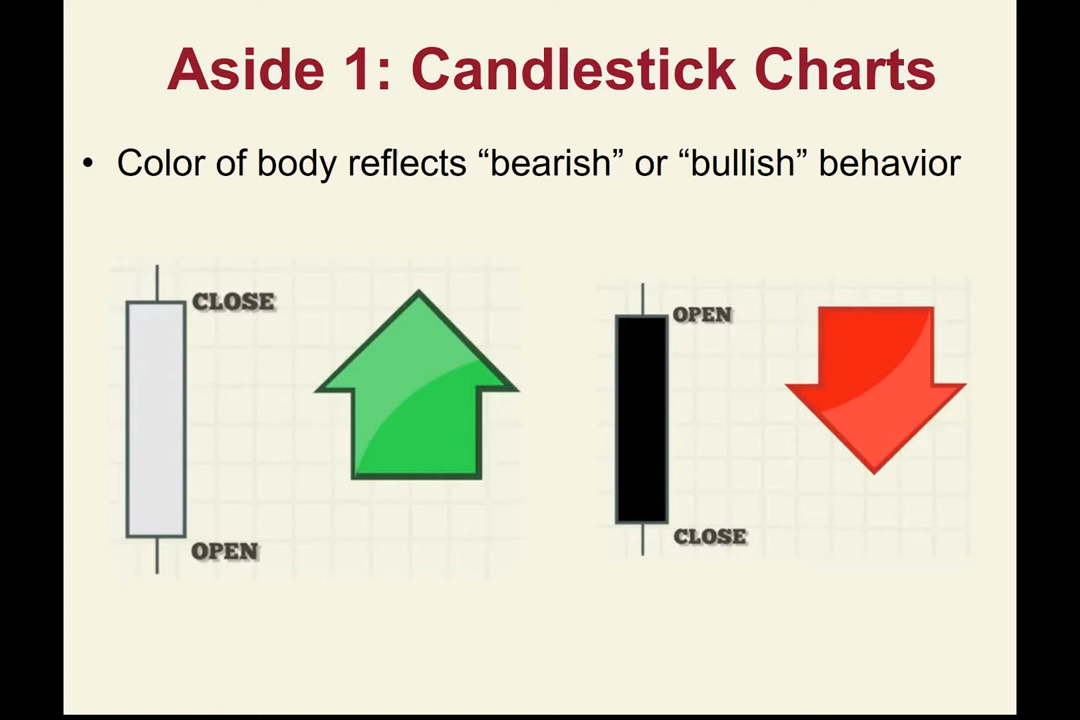 Aside 1: Candlestick Charts
• Color of body reflects “bearish” or “bullish” behavior
CLOSE
OPEN
OPEN
CLOSE